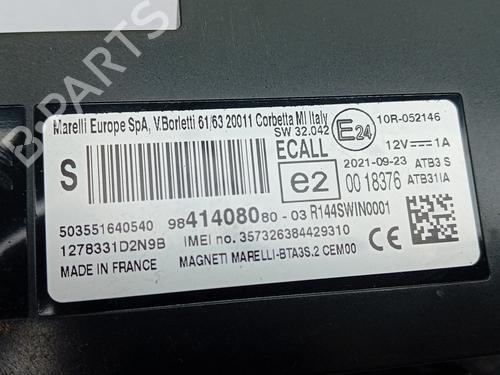 Marelli Europe SpA, V.Borletti 61/63 20011 Corbetta MI Italy
SW 32.042
E24
10R-052146
ECALL
12V⎓1A
S
2021-09-23
ATB3 S
e2
00 18376
ATB31IA
503551640540
9841408080-03
R144SWIN0001
1278331D2N9B
IMEI no. 357326384429310
MADE IN FRANCE
MAGNETI MARELLI-BTA3S.2 CEM00
CE
B-Parts